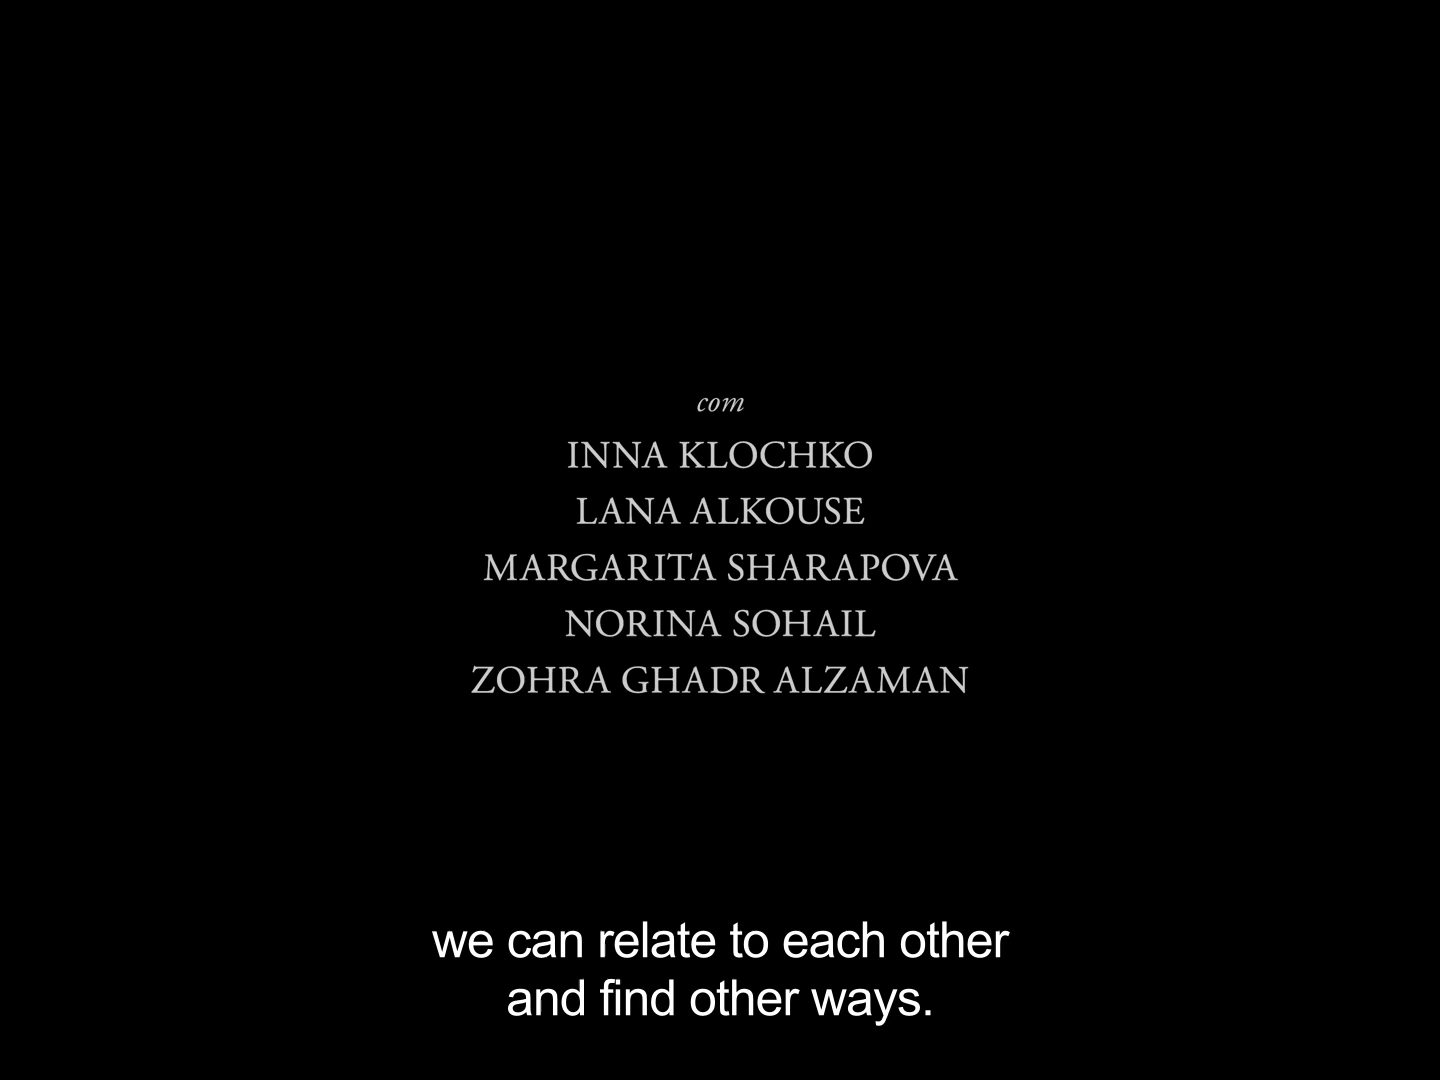 com
INNA KLOCHKO
LANA ALKOUSE
MARGARITA SHARAPOVA
NORINA SOHAIL
ZOHRA GHADR ALZAMAN
we can relate to each other
and find other ways.